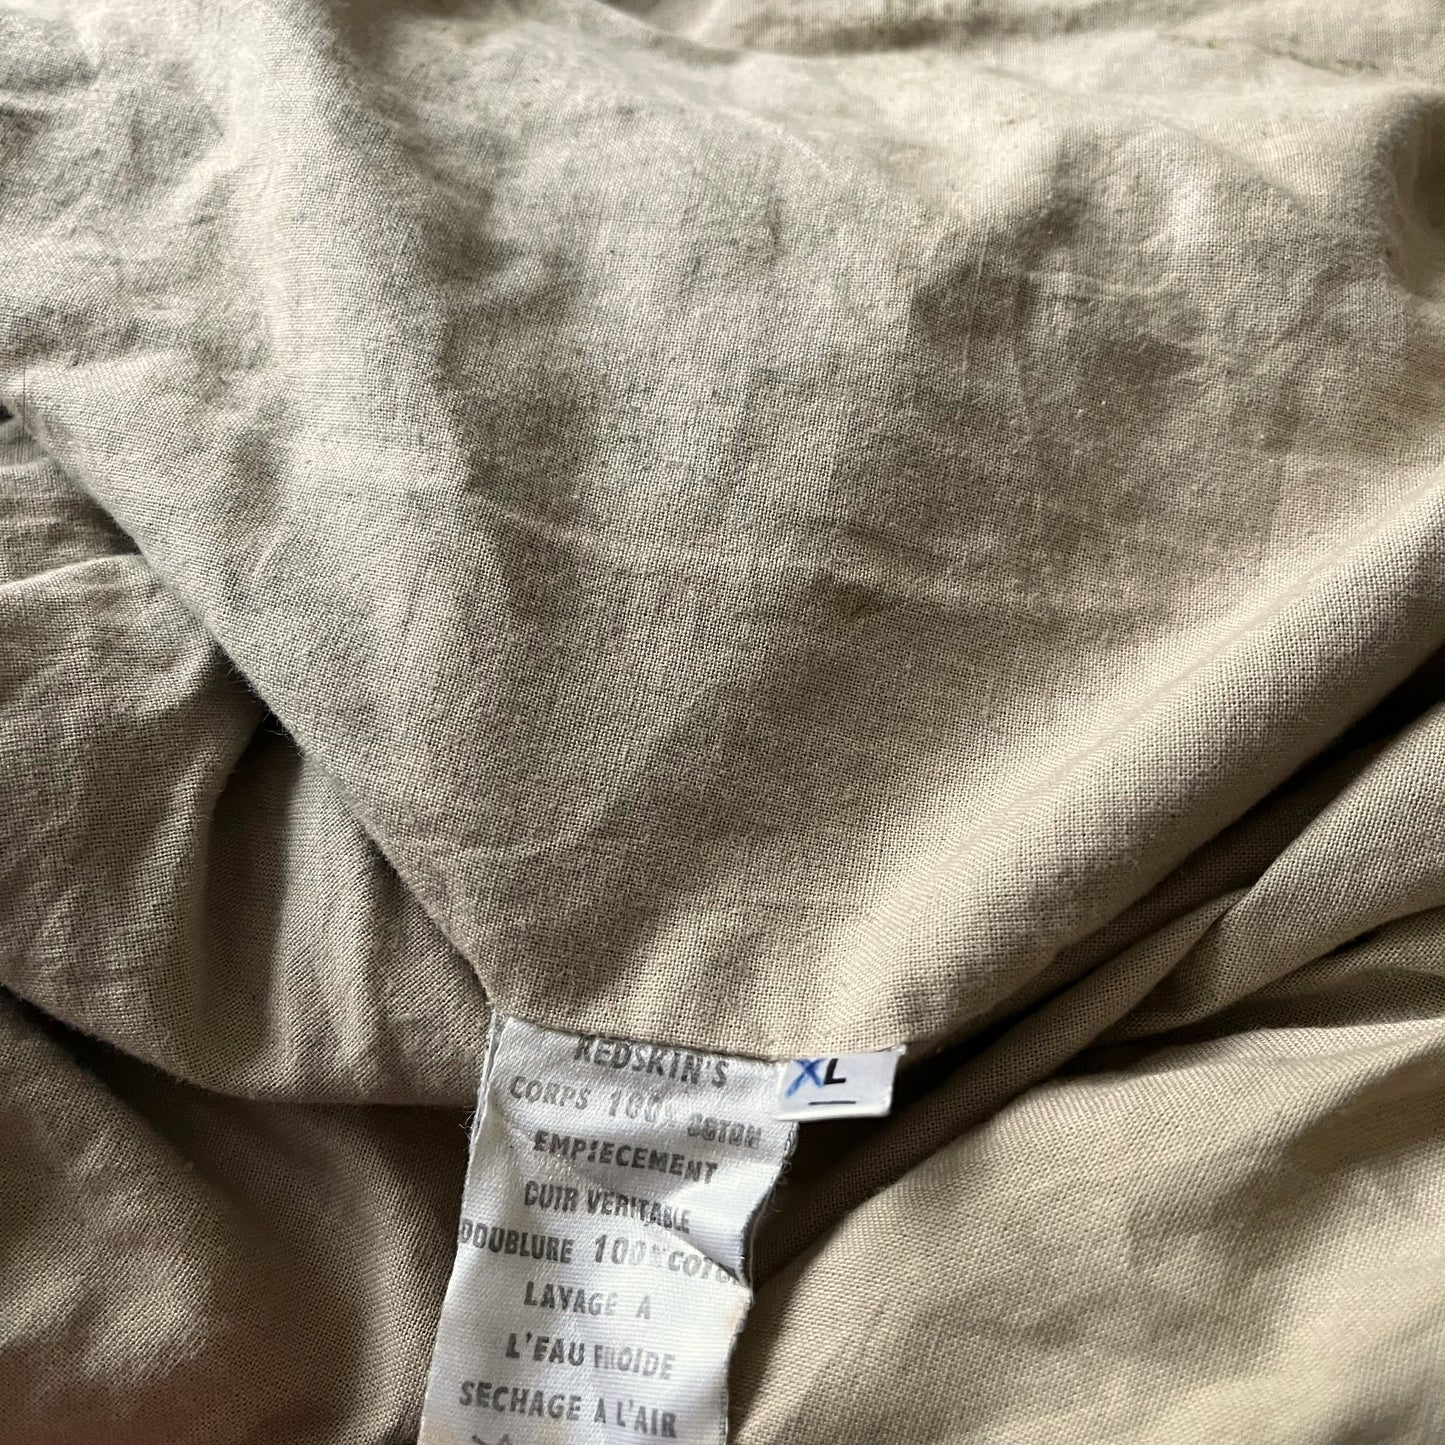 REDSKIN'S
XL
CORPS 100% COTON
EMPIECEMENT
CUIR VERITABLE
DOUBLURE 100% COTON
LAVAGE A
L'EAU FROIDE
SECHAGE A L'AIR